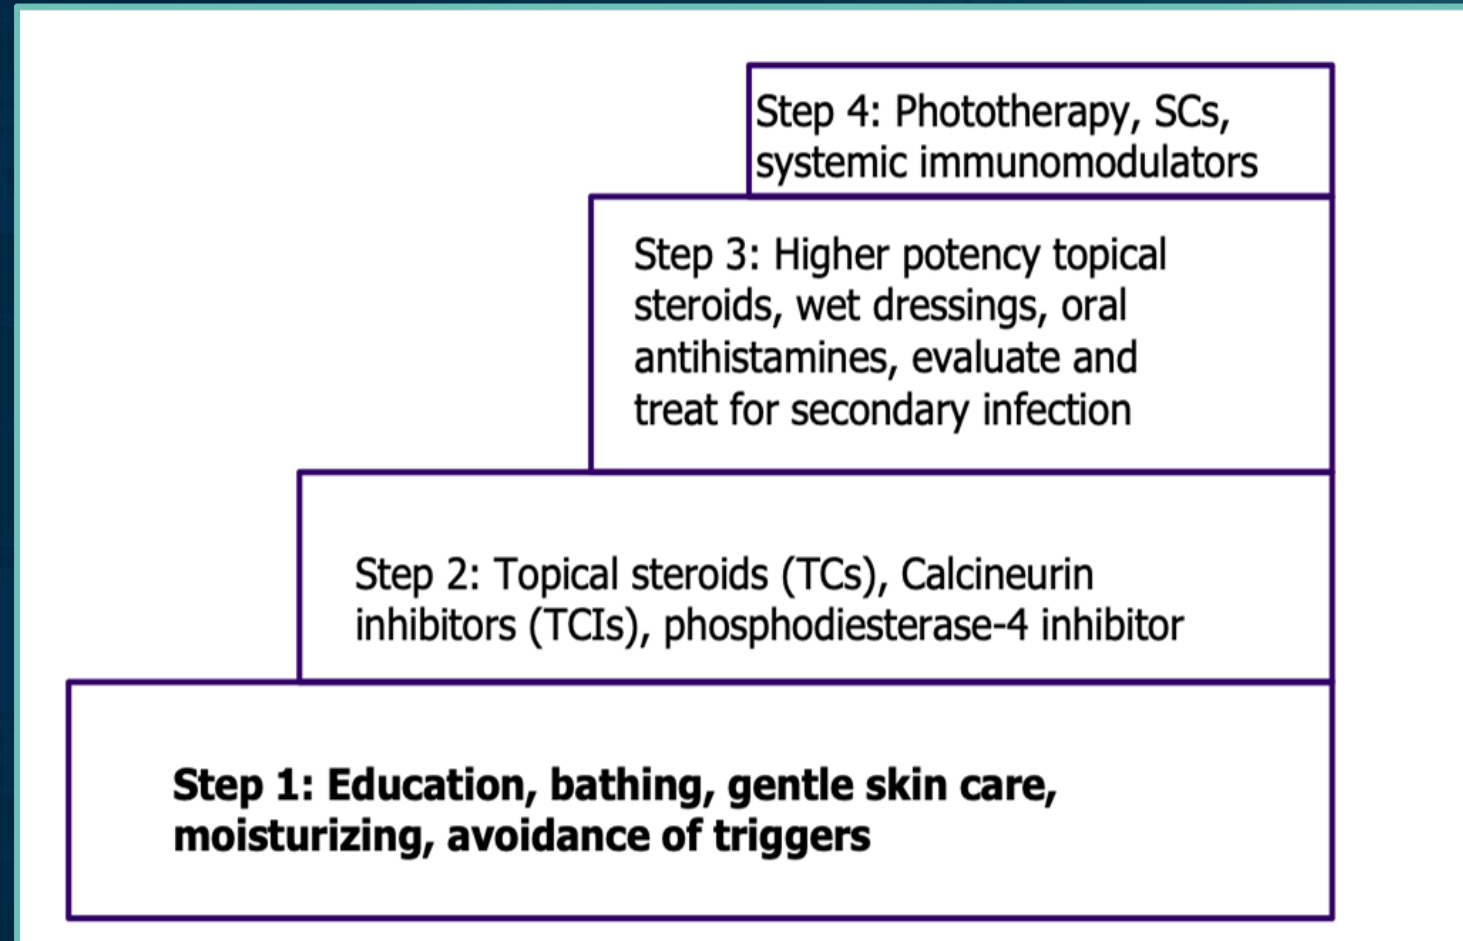 Step 4: Phototherapy, SCs,
systemic immunomodulators
Step 3: Higher potency topical
steroids, wet dressings, oral
antihistamines, evaluate and
treat for secondary infection
Step 2: Topical steroids (TCs), Calcineurin
inhibitors (TCIs), phosphodiesterase-4 inhibitor
Step 1: Education, bathing, gentle skin care,
moisturizing, avoidance of triggers